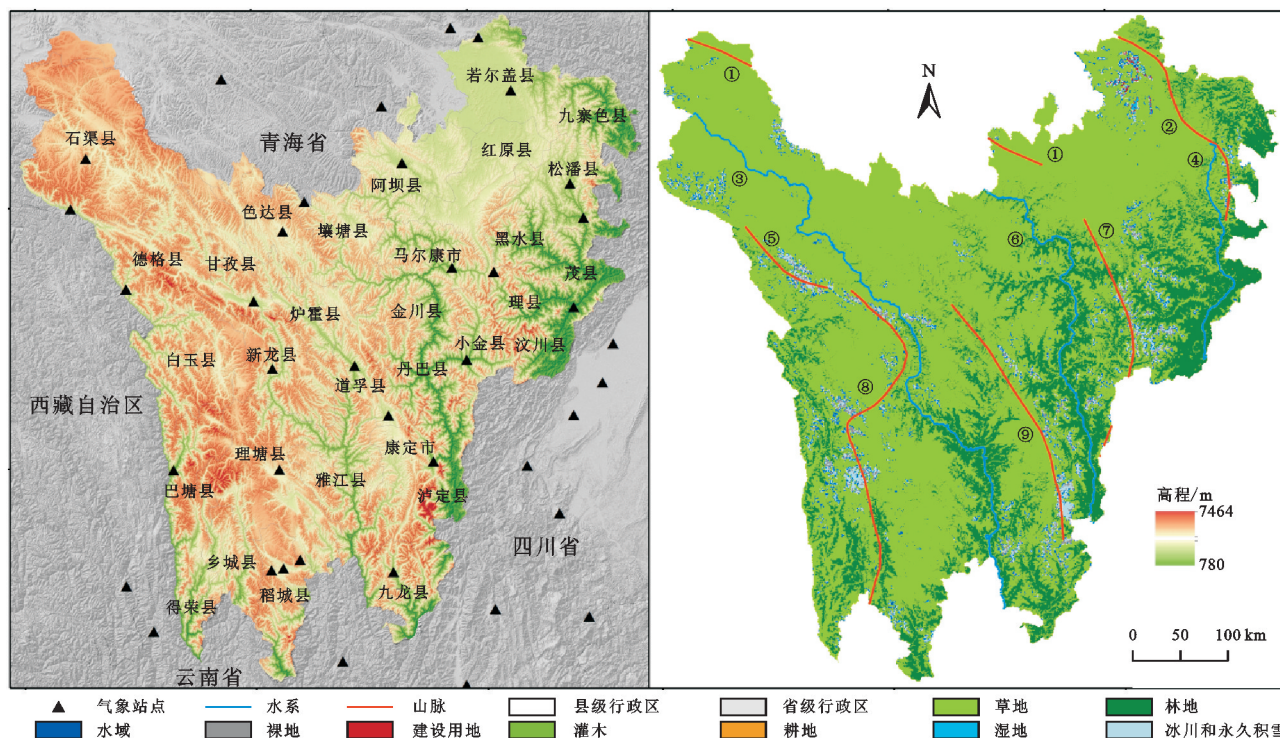 若尔盖县
九寨色县
石渠县
青海省
红原县
松潘县
阿坝县
色达县
壤塘县
黑水县
德格县
甘孜县
马尔康市
茂县
金川县
理县
炉霍县
小金县
汶川县
白玉县
新龙县
丹巴县
道孚县
西藏自治区
康定市
理塘县
雅江县
巴塘县
泸定县
四川省
乡城县
稻城县
九龙县
得荣县
云南省
N
①
②
①
④
③
⑤
⑥
⑦
⑧
⑨
高程/m
7464
780
0 50 100 km
气象站点 水系 山脉 县级行政区 省级行政区 草地 林地
水域 裸地 建设用地 灌木 耕地 湿地 冰川和永久积雪